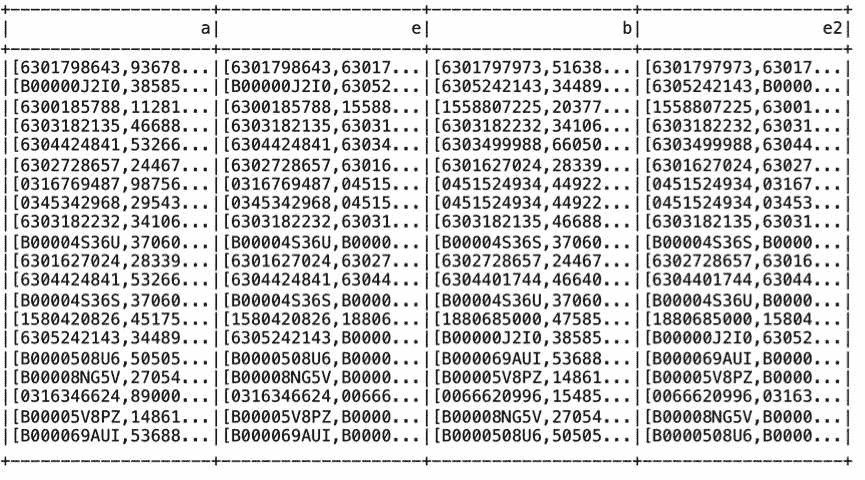 +--------------------+--------------------+--------------------+--------------------+
|                   a|                   e|                   b|                  e2|
+--------------------+--------------------+--------------------+--------------------+
|[6301798643,93678...|[6301798643,63017...|[6301797973,51638...|[6301797973,63017...|
|[B00000J2I0,38585...|[B00000J2I0,63052...|[6305242143,34489...|[6305242143,B0000...|
|[6300185788,11281...|[6300185788,15588...|[1558807225,20377...|[1558807225,63001...|
|[6303182135,46688...|[6303182135,63031...|[6303182232,34106...|[6303182232,63031...|
|[6304424841,53266...|[6304424841,63034...|[6303499988,66050...|[6303499988,63044...|
|[6302728657,24467...|[6302728657,63016...|[6301627024,28339...|[6301627024,63027...|
|[0316769487,98756...|[0316769487,04515...|[0451524934,44922...|[0451524934,03167...|
|[0345342968,29543...|[0345342968,04515...|[0451524934,44922...|[0451524934,03453...|
|[6303182232,34106...|[6303182232,63031...|[6303182135,46688...|[6303182135,63031...|
|[B00004S36U,37060...|[B00004S36U,B0000...|[B00004S36S,37060...|[B00004S36S,B0000...|
|[6301627024,28339...|[6301627024,63027...|[6302728657,24467...|[6302728657,63016...|
|[6304424841,53266...|[6304424841,63044...|[6304401744,46640...|[6304401744,63044...|
|[B00004S36S,37060...|[B00004S36S,B0000...|[B00004S36U,37060...|[B00004S36U,B0000...|
|[1580420826,45175...|[1580420826,18806...|[1880685000,47585...|[1880685000,15804...|
|[6305242143,34489...|[6305242143,B0000...|[B00000J2I0,38585...|[B00000J2I0,63052...|
|[B0000508U6,50505...|[B0000508U6,B0000...|[B000069AUI,53688...|[B000069AUI,B0000...|
|[B00008NG5V,27054...|[B00008NG5V,B0000...|[B00005V8PZ,14861...|[B00005V8PZ,B0000...|
|[0316346624,89000...|[0316346624,00666...|[0066620996,15485...|[0066620996,03163...|
|[B00005V8PZ,14861...|[B00005V8PZ,B0000...|[B00008NG5V,27054...|[B00008NG5V,B0000...|
|[B000069AUI,53688...|[B000069AUI,B0000...|[B0000508U6,50505...|[B0000508U6,B0000...|
+--------------------+--------------------+--------------------+--------------------+